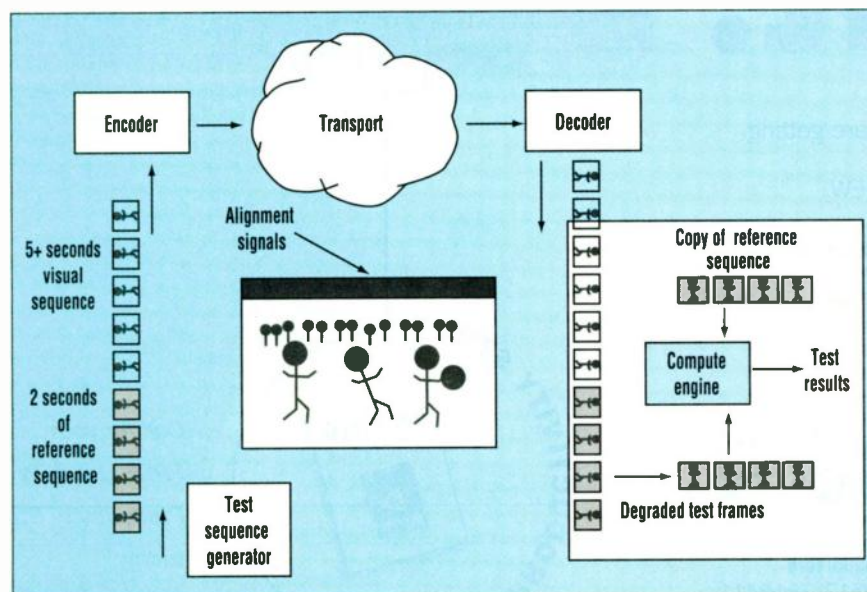 Encoder
Transport
Decoder
Alignment
signals
5+ seconds
visual
sequence
2 seconds
of
reference
sequence
Test
sequence
generator
Copy of reference
sequence
Compute
engine
Test
results
Degraded test frames